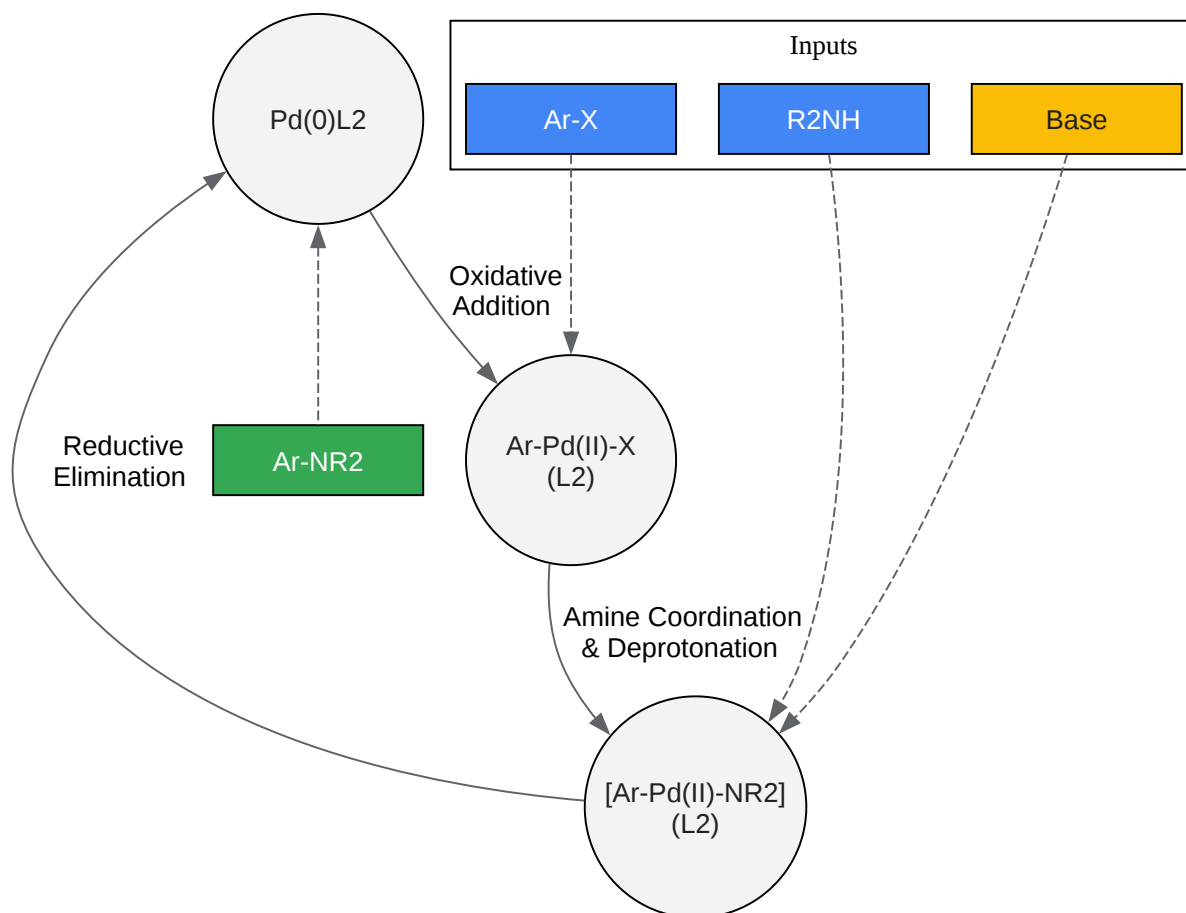 Inputs
Pd(0)L2
Ar-X
R2NH
Base
Oxidative
Addition
Reductive
Elimination
Ar-NR2
Ar-Pd(II)-X
(L2)
Amine Coordination
& Deprotonation
[Ar-Pd(II)-NR2]
(L2)